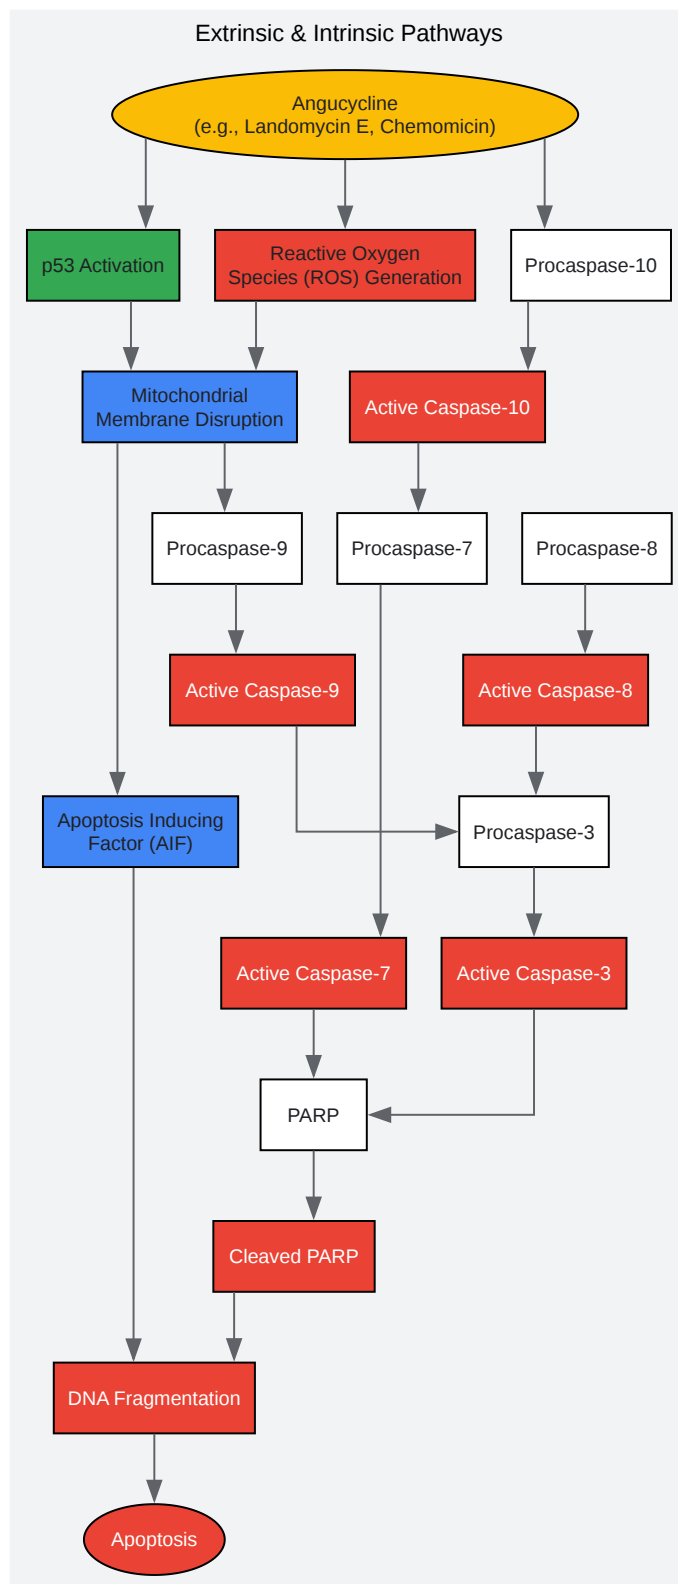 Extrinsic & Intrinsic Pathways
Angucycline
(e.g., Landomycin E, Chemomicin)
p53 Activation
Reactive Oxygen
Species (ROS) Generation
Procaspase-10
Mitochondrial
Membrane Disruption
Active Caspase-10
Procaspase-9
Procaspase-7
Procaspase-8
Active Caspase-9
Active Caspase-8
Apoptosis Inducing
Factor (AIF)
Procaspase-3
Active Caspase-7
Active Caspase-3
PARP
Cleaved PARP
DNA Fragmentation
Apoptosis